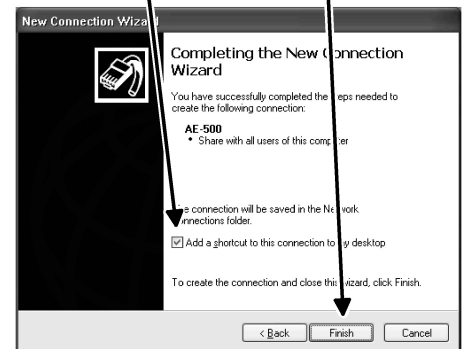 New Connection Wizard
Completing the New Connection
Wizard
You have successfully completed the steps needed to
create the following connection:
AE-500
• Share with all users of this computer
The connection will be saved in the Network
Connections folder.
Add a shortcut to this connection to my desktop
To create the connection and close this wizard, click Finish.
< Back
Finish
Cancel